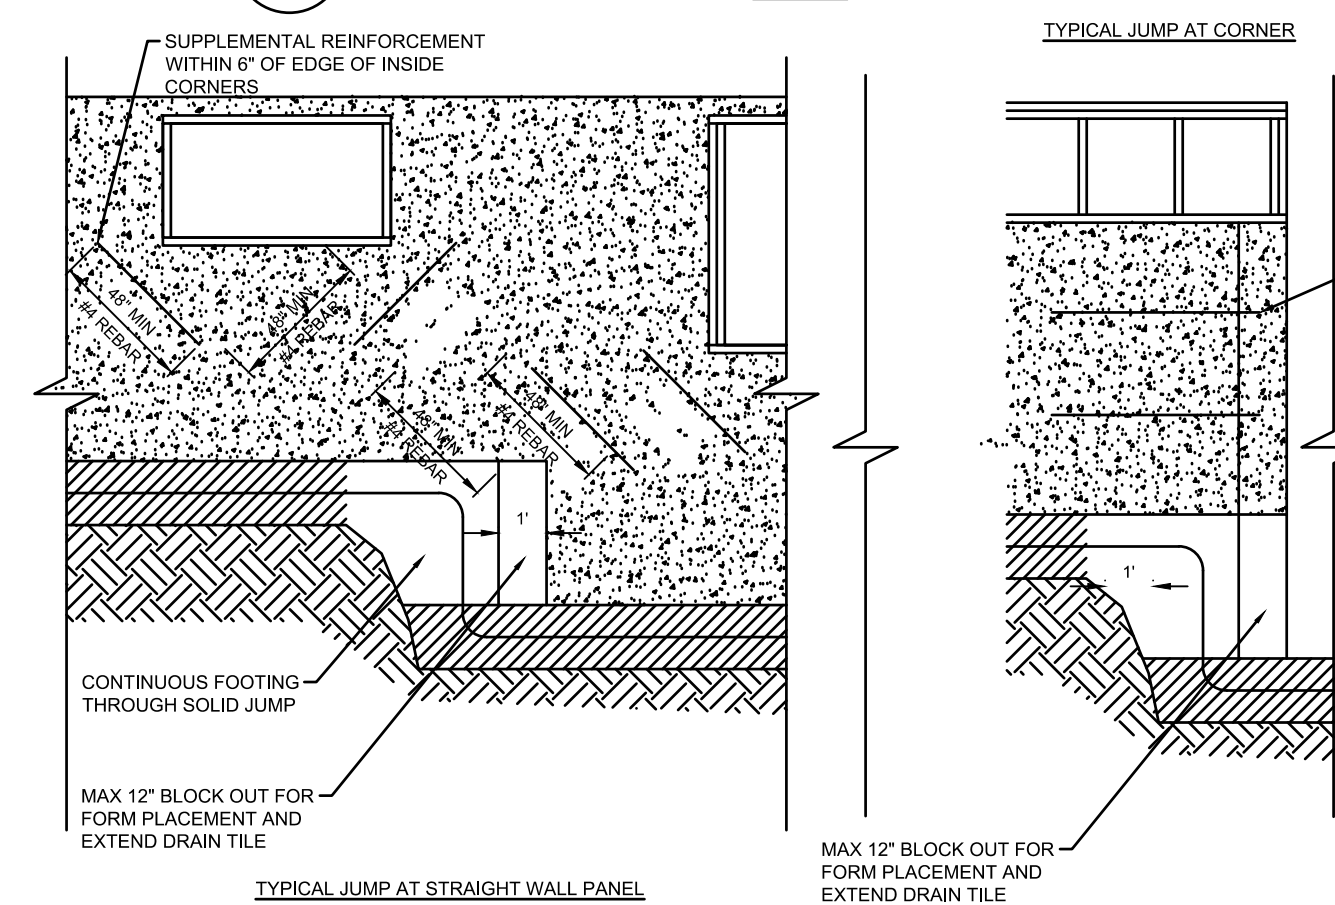 TYPICAL JUMP AT CORNER
SUPPLEMENTAL REINFORCEMENT
WITHIN 6" OF EDGE OF INSIDE
CORNERS
48" MIN
#4 REBAR
48" MIN
#4 REBAR
48" MIN
#4 REBAR
48" MIN
#4 REBAR
1'
1'
CONTINUOUS FOOTING
THROUGH SOLID JUMP
MAX 12" BLOCK OUT FOR
FORM PLACEMENT AND
EXTEND DRAIN TILE
MAX 12" BLOCK OUT FOR
FORM PLACEMENT AND
EXTEND DRAIN TILE
TYPICAL JUMP AT STRAIGHT WALL PANEL